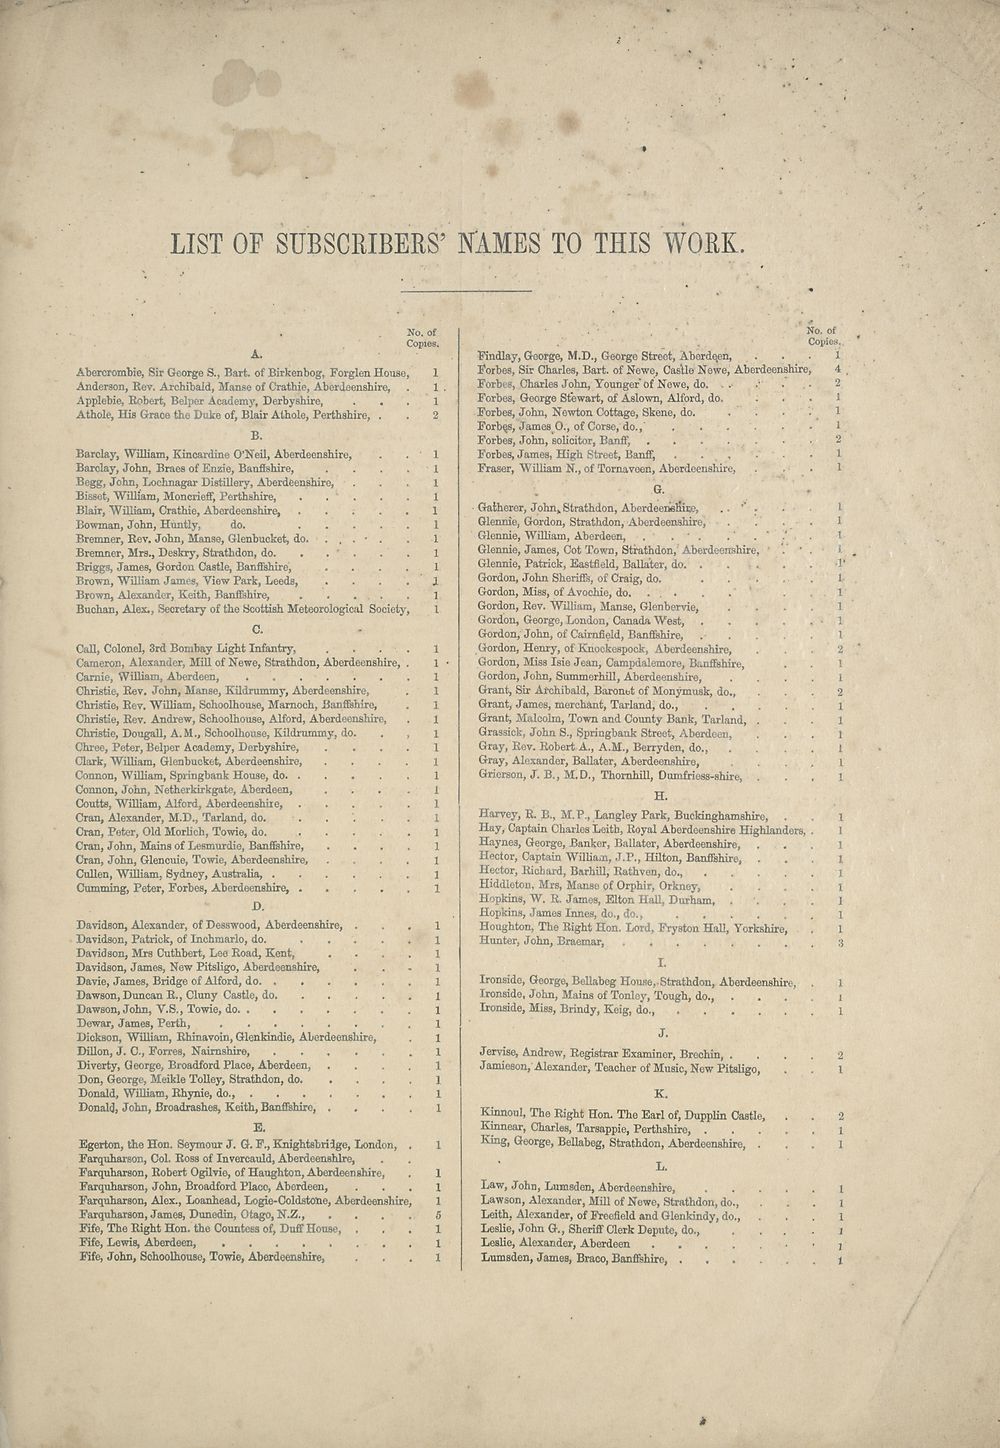 LIST OF SUBSCRIBERS' NAMES TO THIS WORK.
No. of
Copies.
A.
Abercrombie, Sir George S., Bart. of Birkenbog, Forglen House, 1
Anderson, Rev. Archibald, Manse of Crathie, Aberdeenshire, . 1
Applebie, Robert, Belper Academy, Derbyshire, . . . 1
Athole, His Grace the Duke of, Blair Athole, Perthshire, . . 2
B.
Barclay, William, Kincardine O'Neil, Aberdeenshire, . . 1
Barclay, John, Braes of Enzie, Banffshire, . . . . 1
Begg, John, Lochnagar Distillery, Aberdeenshire, . . . 1
Bisset, William, Moncrieff, Perthshire, . . . . . 1
Blair, William, Crathie, Aberdeenshire, . . . . . 1
Bowman, John, Huntly, do. . . . . . 1
Bremner, Rev. John, Manse, Glenbucket, do. . . . . . 1
Bremner, Mrs., Deskry, Strathdon, do. . . . . . 1
Briggs, James, Gordon Castle, Banffshire, . . . . 1
Brown, William James, View Park, Leeds, . . . . 1
Brown, Alexander, Keith, Banffshire, . . . . . 1
Buchan, Alex., Secretary of the Scottish Meteorological Society, 1
C.
Call, Colonel, 3rd Bombay Light Infantry, . . . . 1
Cameron, Alexander, Mill of Newe, Strathdon, Aberdeenshire, . 1
Carnie, William, Aberdeen, . . . . . . . 1
Christie, Rev. John, Manse, Kildrummy, Aberdeenshire, . 1
Christie, Rev. William, Schoolhouse, Marnoch, Banffshire, . 1
Christie, Rev. Andrew, Schoolhouse, Alford, Aberdeenshire, . 1
Christie, Dougall, A.M., Schoolhouse, Kildrummy, do. . . 1
Chree, Peter, Belper Academy, Derbyshire, . . . . 1
Clark, William, Glenbucket, Aberdeenshire, . . . . 1
Connon, William, Springbank House, do. . . . . . 1
Connon, John, Netherkirkgate, Aberdeen, . . . . 1
Coutts, William, Alford, Aberdeenshire, . . . . . 1
Cran, Alexander, M.D., Tarland, do. . . . . . 1
Cran, Peter, Old Morlich, Towie, do. . . . . . 1
Cran, John, Mains of Lesmurdie, Banffshire, . . . . 1
Cran, John, Glencuie, Towie, Aberdeenshire, . . . . 1
Cullen, William, Sydney, Australia, . . . . . . 1
Cumming, Peter, Forbes, Aberdeenshire, . . . . . 1
D.
Davidson, Alexander, of Desswood, Aberdeenshire, . . . 1
Davidson, Patrick, of Inchmarlo, do. . . . . . 1
Davidson, Mrs Cuthbert, Lee Road, Kent, . . . . 1
Davidson, James, New Pitsligo, Aberdeenshire, . . . 1
Davie, James, Bridge of Alford, do. . . . . . . 1
Dawson, Duncan R., Cluny Castle, do. . . . . . 1
Dawson, John, V.S., Towie, do. . . . . . . . 1
Dewar, James, Perth, . . . . . . . . 1
Dickson, William, Rhinavoin, Glenkindie, Aberdeenshire, . 1
Dillon, J. C., Forres, Nairnshire, . . . . . . 1
Diverty, George, Broadford Place, Aberdeen, . . . . 1
Don, George, Meikle Tolley, Strathdon, do. . . . . 1
Donald, William, Rhynie, do., . . . . . . . 1
Donald, John, Broadrashes, Keith, Banffshire, . . . . 1
E.
Egerton, the Hon. Seymour J. G. F., Knightsbridge, London, . 1
Farquharson, Col. Ross of Invercauld, Aberdeenshire, . .
Farquharson, Robert Ogilvie, of Haughton, Aberdeenshire, . 1
Farquharson, John, Broadford Place, Aberdeen, . . . 1
Farquharson, Alex., Loanhead, Logie-Coldstone, Aberdeenshire, 1
Farquharson, James, Dunedin, Otago, N.Z., . . . . 5
Fife, The Right Hon. the Countess of, Duff House, . . . 1
Fife, Lewis, Aberdeen, . . . . . . . . 1
Fife, John, Schoolhouse, Towie, Aberdeenshire, . . . 1
No. of
Copies.
Findlay, George, M.D., George Street, Aberdeen, . . . 1
Forbes, Sir Charles, Bart. of Newe, Castle Newe, Aberdeenshire, 4
Forbes, Charles John, Younger of Newe, do. . . . . . 2
Forbes, George Stewart, of Aslown, Alford, do. . . . 1
Forbes, John, Newton Cottage, Skene, do. . . . . 1
Forbes, James O., of Corse, do., . . . . . . 1
Forbes, John, solicitor, Banff, . . . . . . . 2
Forbes, James, High Street, Banff, . . . . . . 1
Fraser, William N., of Tornaveen, Aberdeenshire, . . . 1
G.
Gatherer, John, Strathdon, Aberdeenshire, . . . . 1
Glennie, Gordon, Strathdon, Aberdeenshire, . . . . 1
Glennie, William, Aberdeen, . . . . . . . 1
Glennie, James, Cot Town, Strathdon, Aberdeenshire, . . 1
Glennie, Patrick, Eastfield, Ballater, do. . . . . . 1
Gordon, John Sheriffs, of Craig, do. . . . . . 1
Gordon, Miss, of Avochie, do. . . . . . . 1
Gordon, Rev. William, Manse, Glenbervie, . . . . 1
Gordon, George, London, Canada West, . . . . . 1
Gordon, John, of Cairnfield, Banffshire, . . . . . 1
Gordon, Henry, of Knockespock, Aberdeenshire, . . . 2
Gordon, Miss Isie Jean, Campdalemore, Banffshire, . . 1
Gordon, John, Summerhill, Aberdeenshire, . . . . 1
Grant, Sir Archibald, Baronet of Monymusk, do., . . . 2
Grant, James, merchant, Tarland, do., . . . . . 1
Grant, Malcolm, Town and County Bank, Tarland, . . . 1
Grassick, John S., Springbank Street, Aberdeen, . . . 1
Gray, Rev. Robert A., A.M., Berryden, do., . . . . 1
Gray, Alexander, Ballater, Aberdeenshire, . . . . 1
Grierson, J. B., M.D., Thornhill, Dumfriess-shire, . . . 1
H.
Harvey, R. B., M.P., Langley Park, Buckinghamshire, . . 1
Hay, Captain Charles Leith, Royal Aberdeenshire Highlanders, . 1
Haynes, George, Banker, Ballater, Aberdeenshire, . . . 1
Hector, Captain William, J.P., Hilton, Banffshire, . . . 1
Hector, Richard, Barhill, Rathven, do., . . . . . 1
Hiddleton, Mrs, Manse of Orphir, Orkney, . . . . 1
Hopkins, W. R. James, Elton Hall, Durham, . . . . 1
Hopkins, James Innes, do., do., . . . . . . 1
Houghton, The Right Hon. Lord, Fryston Hall, Yorkshire, . 1
Hunter, John, Braemar, . . . . . . . . 3
I.
Ironside, George, Bellabeg House, Strathdon, Aberdeenshire, . 1
Ironside, John, Mains of Tonley, Tough, do., . . . . 1
Ironside, Miss, Brindy, Keig, do., . . . . . . 1
J.
Jervise, Andrew, Registrar Examiner, Brechin, . . . . 2
Jamieson, Alexander, Teacher of Music, New Pitsligo, . . 1
K.
Kinnoul, The Right Hon. The Earl of, Dupplin Castle, . . 2
Kinnear, Charles, Tarsappie, Perthshire, . . . . . 1
King, George, Bellabeg, Strathdon, Aberdeenshire, . . . 1
L.
Law, John, Lumsden, Aberdeenshire, . . . . . 1
Lawson, Alexander, Mill of Newe, Strathdon, do., . . . 1
Leith, Alexander, of Freefield and Glenkindy, do., . . . 1
Leslie, John G., Sheriff Clerk Depute, do., . . . . 1
Leslie, Alexander, Aberdeen . . . . . . . 1
Lumsden, James, Braco, Banffshire, . . . . . . 1